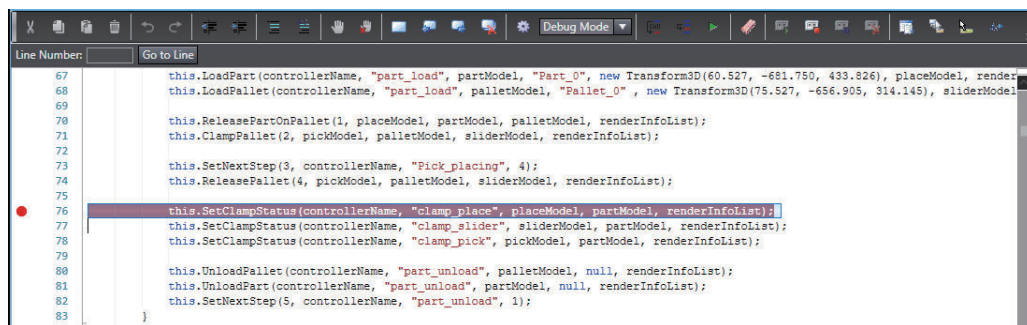 Debug Mode
Line Number: Go to Line
67 this.LoadPart(controllerName, "part_load", partModel, "Part_0", new Transform3D(60.527, -681.750, 433.826), placeModel, render
68 this.LoadPallet(controllerName, "part_load", palletModel, "Pallet_0" , new Transform3D(75.527, -656.905, 314.145), sliderModel
69
70 this.ReleasePartOnPallet(1, placeModel, partModel, palletModel, renderInfoList);
71 this.ClampPallet(2, pickModel, palletModel, sliderModel, renderInfoList);
72
73 this.SetNextStep(3, controllerName, "Pick_placing", 4);
74 this.ReleasePallet(4, pickModel, palletModel, sliderModel, renderInfoList);
75
76 this.SetClampStatus(controllerName, "clamp_place", placeModel, partModel, renderInfoList);
77 this.SetClampStatus(controllerName, "clamp_slider", sliderModel, partModel, renderInfoList);
78 this.SetClampStatus(controllerName, "clamp_pick", pickModel, partModel, renderInfoList);
79
80 this.UnloadPallet(controllerName, "part_unload", palletModel, null, renderInfoList);
81 this.UnloadPart(controllerName, "part_unload", partModel, null, renderInfoList);
82 this.SetNextStep(5, controllerName, "part_unload", 1);
83 }